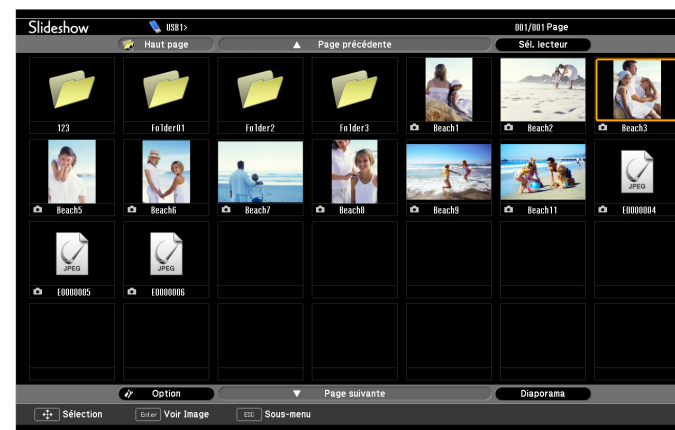 Slideshow USB1> 001/001 Page
Haut page Page précédente Sél. lecteur
123 Folder01 Folder2 Folder3 Beach1 Beach2 Beach3
Beach5 Beach6 Beach7 Beach8 Beach9 Beach11 E0000004
JPEG
E0000005 E0000006
JPEG JPEG
Option Page suivante Diaporama
Sélection Enter Voir Image ESC Sous-menu